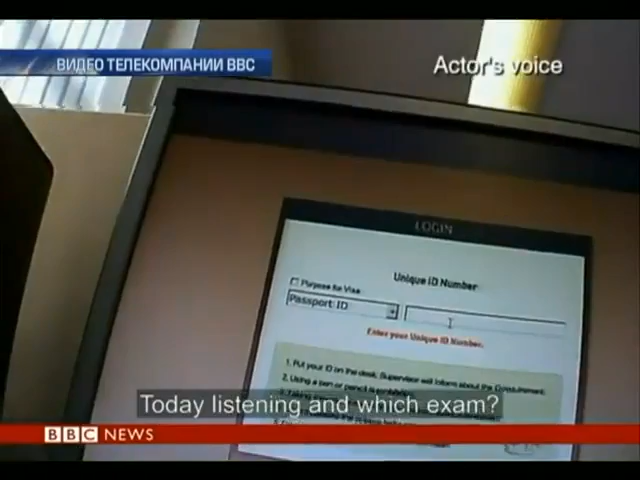 ВИДЕО ТЕЛЕКОМПАНИИ BBC
Actor's voice
LOGIN
Unique ID Number
Purpose for Visa
Passport ID
Enter your Unique ID Number.
1. Put your ID on the desk. Supervisor will inform about the
2. Using a pen or pencil is
Today listening and which exam?
BBC NEWS